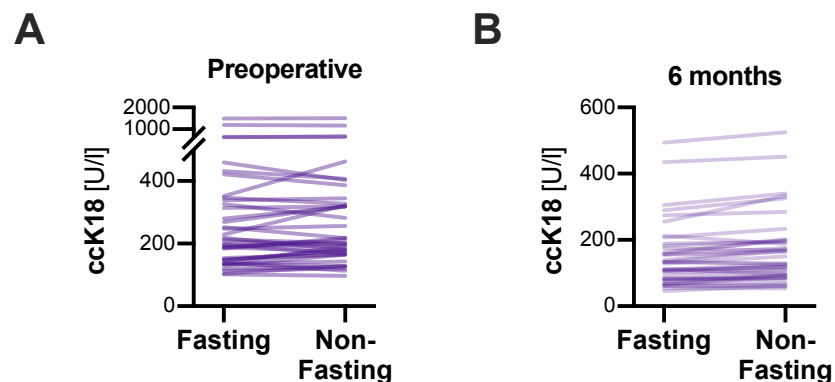 A
Preoperative
ccK18 [U/l]
2000
1000
400
200
0
Fasting
Non-
Fasting
B
6 months
ccK18 [U/l]
600
400
200
0
Fasting
Non-
Fasting